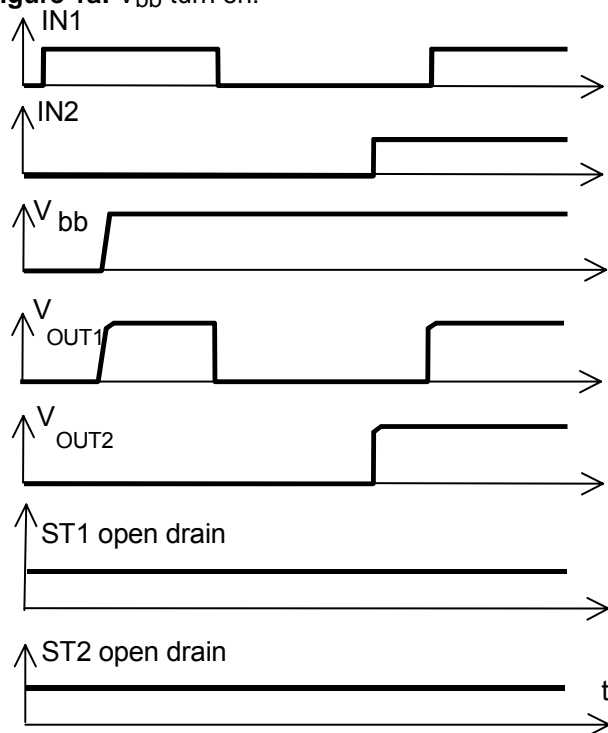 Figure 1a: Vbb turn on:
IN1
IN2
V bb
V OUT1
V OUT2
ST1 open drain
ST2 open drain
t